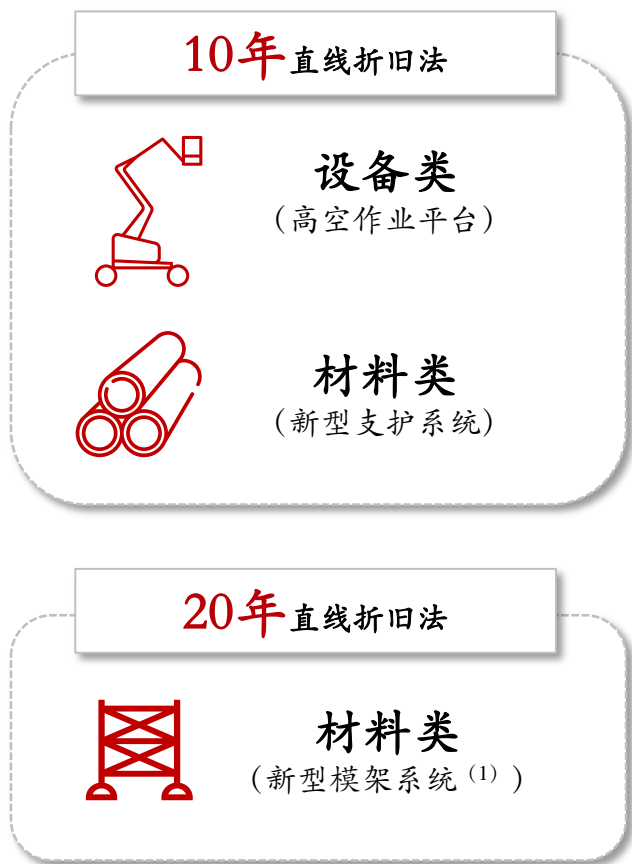 10年直线折旧法
设备类
（高空作业平台）
材料类
（新型支护系统）
20年直线折旧法
材料类
（新型模架系统（1））